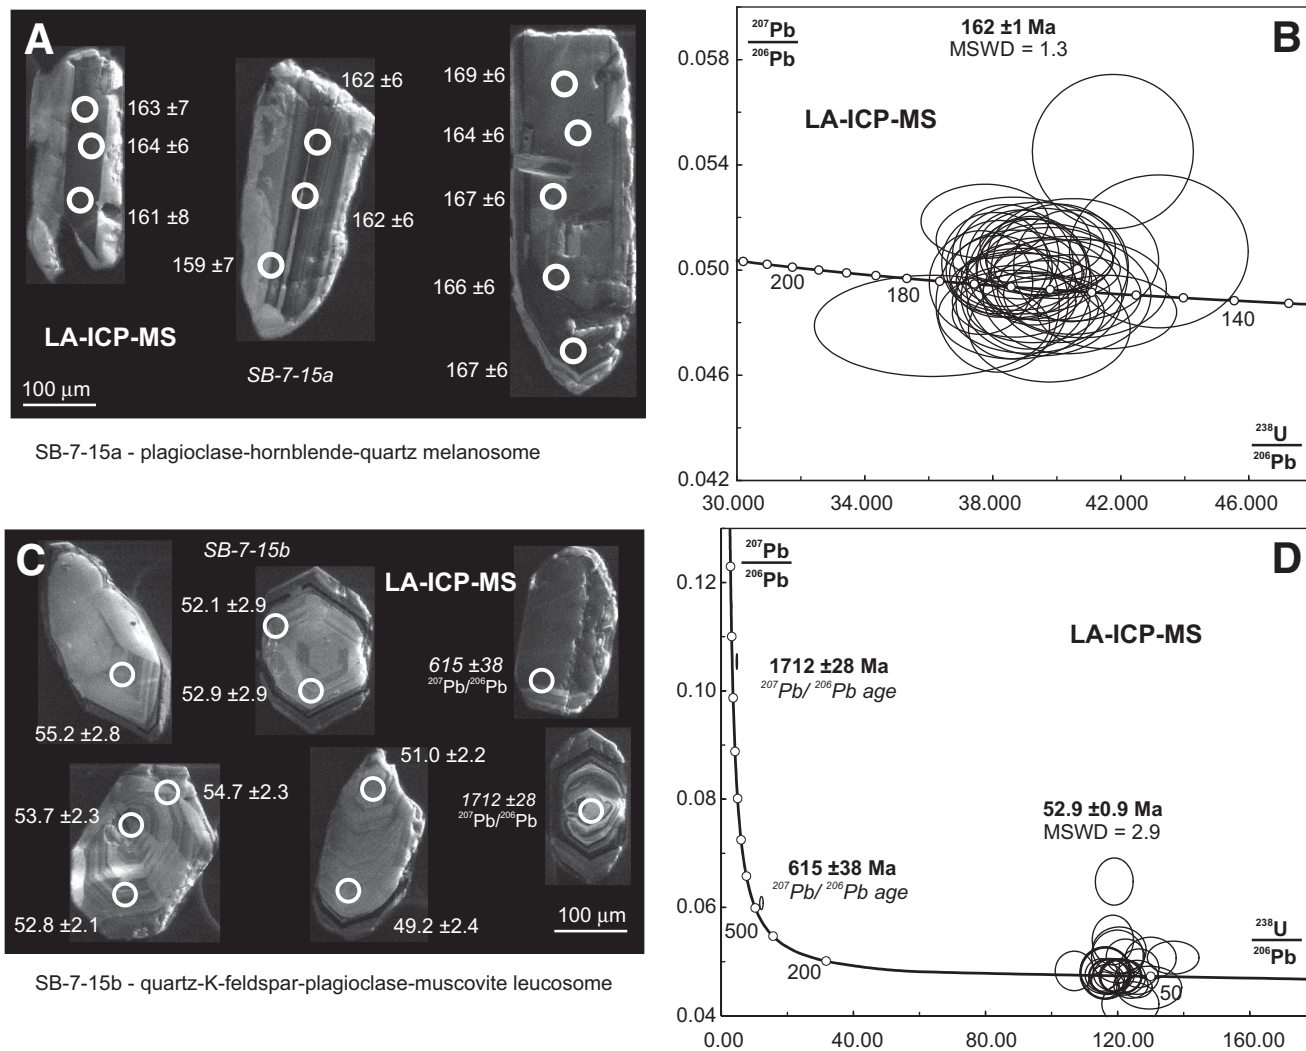 A
163 ±7
164 ±6
161 ±8
162 ±6
162 ±6
159 ±7
169 ±6
164 ±6
167 ±6
166 ±6
167 ±6
LA-ICP-MS
SB-7-15a
100 µm
SB-7-15a - plagioclase-hornblende-quartz melanosome
B
207Pb
206Pb
162 ±1 Ma
MSWD = 1.3
LA-ICP-MS
0.058
0.054
0.050
0.046
0.042
200
180
140
238U
206Pb
30.000 34.000 38.000 42.000 46.000
C
SB-7-15b
LA-ICP-MS
52.1 ±2.9
52.9 ±2.9
55.2 ±2.8
615 ±38
207Pb/206Pb
54.7 ±2.3
53.7 ±2.3
52.8 ±2.1
51.0 ±2.2
49.2 ±2.4
1712 ±28
207Pb/206Pb
100 µm
SB-7-15b - quartz-K-feldspar-plagioclase-muscovite leucosome
D
207Pb
206Pb
LA-ICP-MS
0.12
0.10
0.08
0.06
0.04
1712 ±28 Ma
207Pb/ 206Pb age
615 ±38 Ma
207Pb/ 206Pb age
52.9 ±0.9 Ma
MSWD = 2.9
500
200
50
238U
206Pb
0.00 40.00 80.00 120.00 160.00